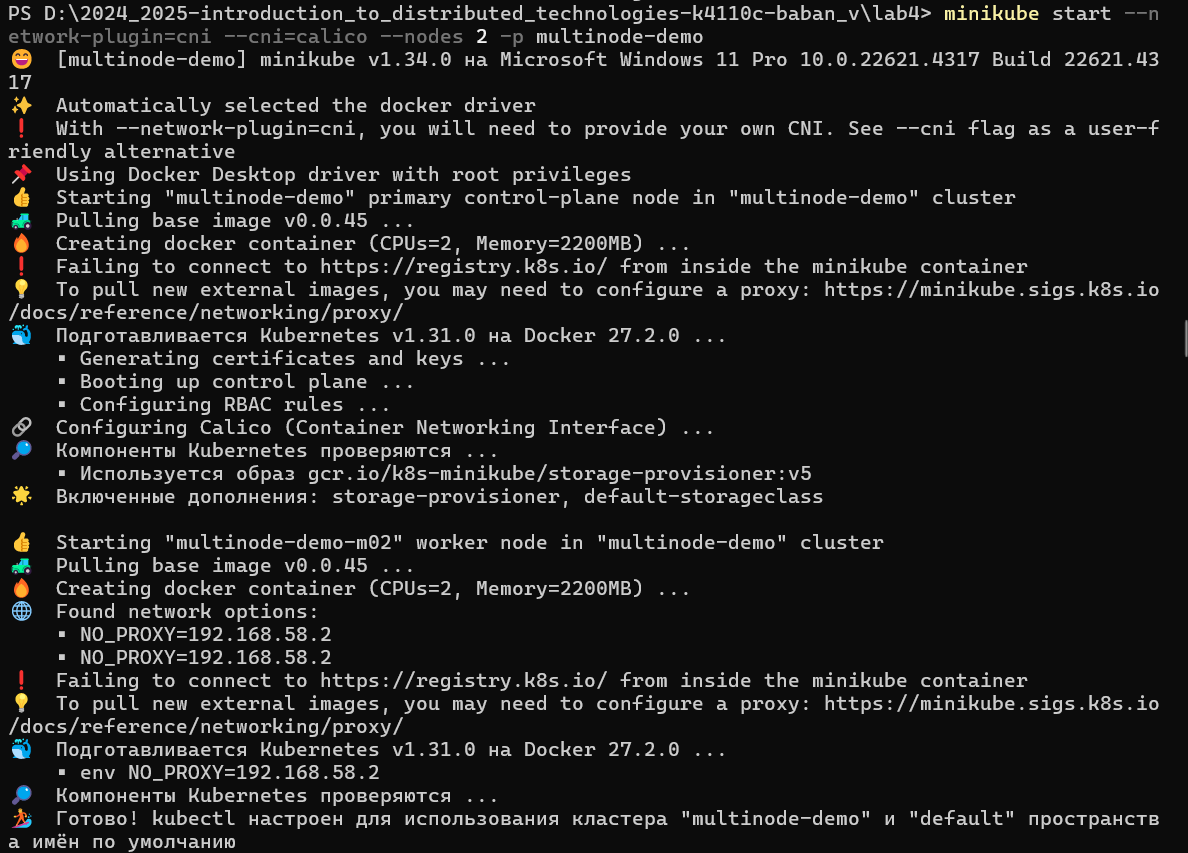 PS D:\2024_2025-introduction_to_distributed_technologies-k4110c-baban_v\lab4> minikube start --n
etwork-plugin=cni --cni=calico --nodes 2 -p multinode-demo
😄  [multinode-demo] minikube v1.34.0 на Microsoft Windows 11 Pro 10.0.22621.4317 Build 22621.43
17
✨  Automatically selected the docker driver
❗  With --network-plugin=cni, you will need to provide your own CNI. See --cni flag as a user-f
riendly alternative
📌  Using Docker Desktop driver with root privileges
👍  Starting "multinode-demo" primary control-plane node in "multinode-demo" cluster
🚜  Pulling base image v0.0.45 ...
🔥  Creating docker container (CPUs=2, Memory=2200MB) ...
❗  Failing to connect to https://registry.k8s.io/ from inside the minikube container
💡  To pull new external images, you may need to configure a proxy: https://minikube.sigs.k8s.io
/docs/reference/networking/proxy/
🐳  Подготавливается Kubernetes v1.31.0 на Docker 27.2.0 ...
    ▪ Generating certificates and keys ...
    ▪ Booting up control plane ...
    ▪ Configuring RBAC rules ...
🔗  Configuring Calico (Container Networking Interface) ...
🔎  Компоненты Kubernetes проверяются ...
    ▪ Используется образ gcr.io/k8s-minikube/storage-provisioner:v5
🌟  Включенные дополнения: storage-provisioner, default-storageclass
👍  Starting "multinode-demo-m02" worker node in "multinode-demo" cluster
🚜  Pulling base image v0.0.45 ...
🔥  Creating docker container (CPUs=2, Memory=2200MB) ...
🌐  Found network options:
    ▪ NO_PROXY=192.168.58.2
    ▪ NO_PROXY=192.168.58.2
❗  Failing to connect to https://registry.k8s.io/ from inside the minikube container
💡  To pull new external images, you may need to configure a proxy: https://minikube.sigs.k8s.io
/docs/reference/networking/proxy/
🐳  Подготавливается Kubernetes v1.31.0 на Docker 27.2.0 ...
    ▪ env NO_PROXY=192.168.58.2
🔎  Компоненты Kubernetes проверяются ...
🏄  Готово! kubectl настроен для использования кластера "multinode-demo" и "default" пространств
а имён по умолчанию